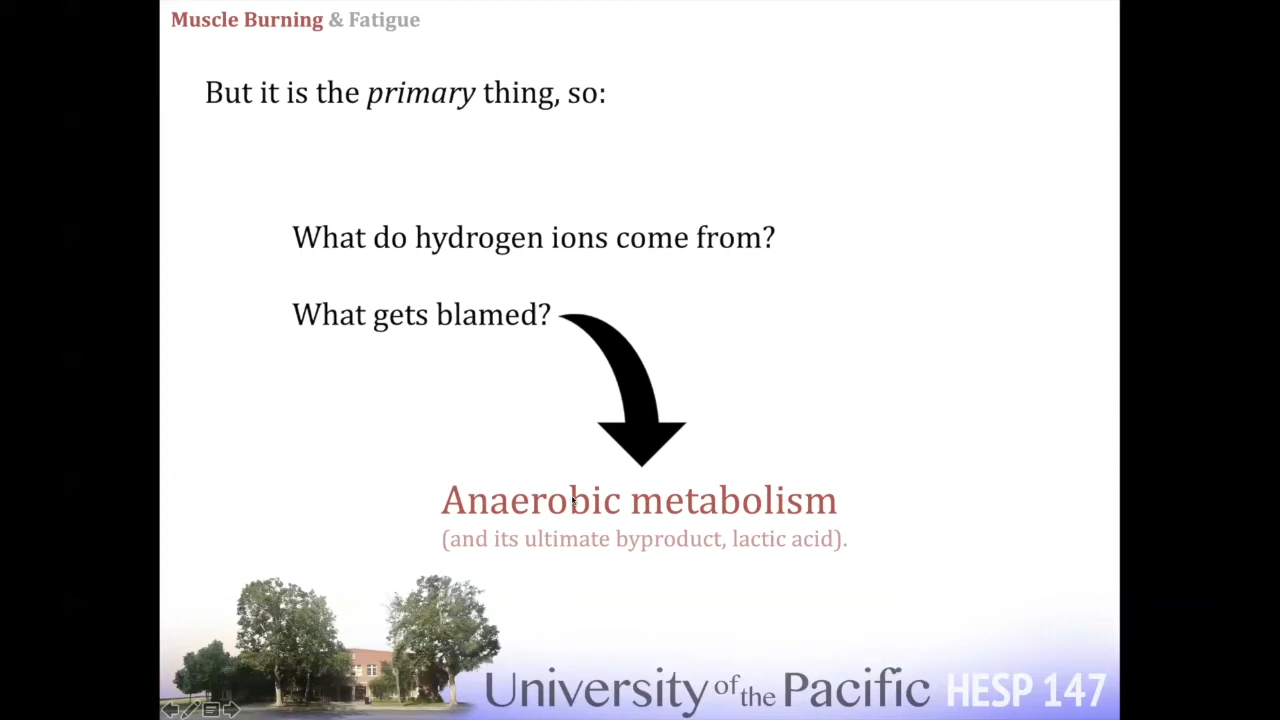 Muscle Burning & Fatigue
But it is the primary thing, so:
What do hydrogen ions come from?
What gets blamed?
Anaerobic metabolism
(and its ultimate byproduct, lactic acid).
University of the Pacific HESP 147